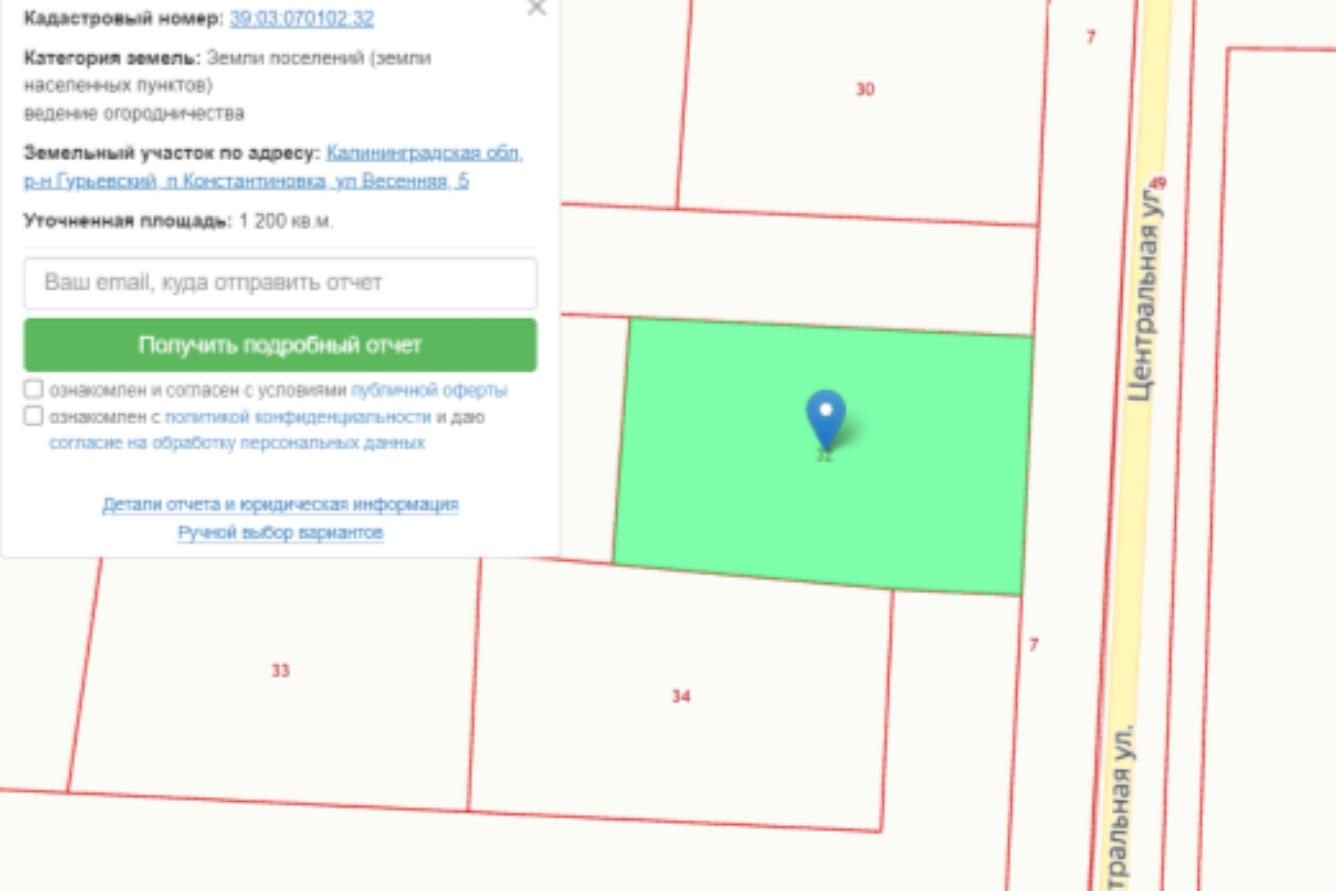 Кадастровый номер: 39:03:070102:32
Категория земель: Земли поселений (земли
населенных пунктов)
ведение огородничества
Земельный участок по адресу: Калининградская обл,
р-н Гурьевский, п Константиновка, ул Весенняя, 5
Уточненная площадь: 1 200 кв.м.
Ваш email, куда отправить отчет
Получить подробный отчет
ознакомлен и согласен с условиями публичной оферты
ознакомлен с политикой конфиденциальности и даю
согласие на обработку персональных данных
Детали отчета и юридическая информация
Ручной выбор вариантов
7
30
49
Центральная ул.
32
7
33
34
тральная ул.